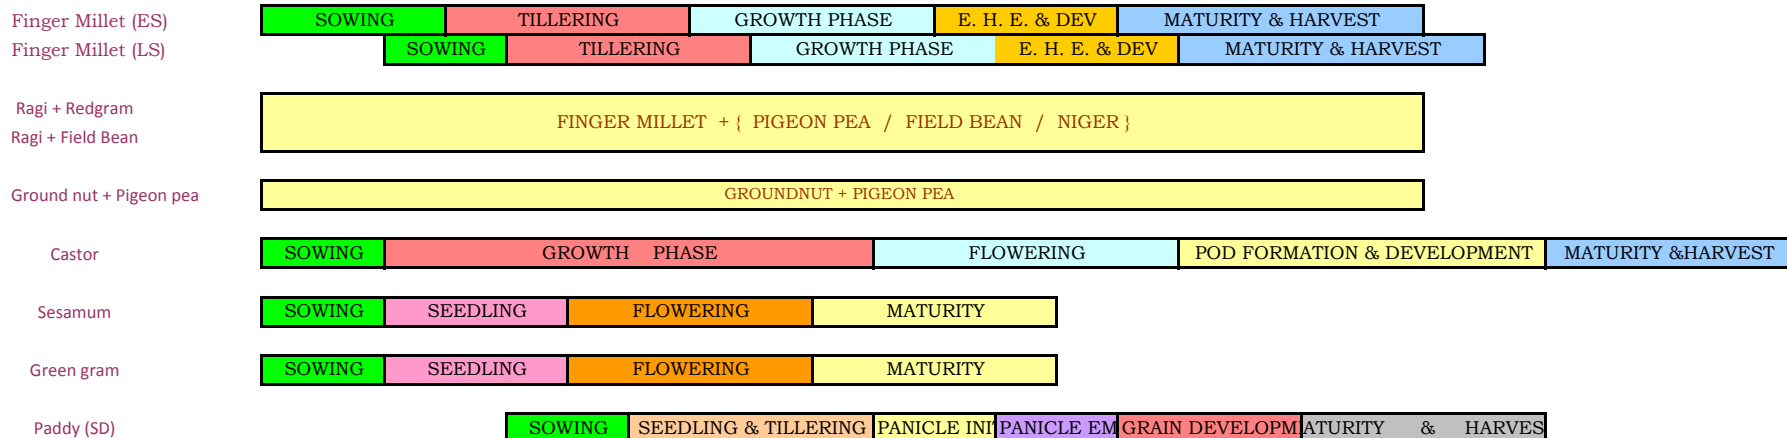 Finger Millet (ES) SOWING TILLERING GROWTH PHASE E. H. E. & DEV MATURITY & HARVEST
Finger Millet (LS) SOWING TILLERING GROWTH PHASE E. H. E. & DEV MATURITY & HARVEST
Ragi + Redgram
FINGER MILLET + { PIGEON PEA / FIELD BEAN / NIGER }
Ragi + Field Bean
Ground nut + Pigeon pea GROUNDNUT + PIGEON PEA
Castor SOWING GROWTH PHASE FLOWERING POD FORMATION & DEVELOPMENT MATURITY &HARVEST
Sesamum SOWING SEEDLING FLOWERING MATURITY
Green gram SOWING SEEDLING FLOWERING MATURITY
Paddy (SD) SOWING SEEDLING & TILLERING PANICLE INIT PANICLE EM GRAIN DEVELOPM ATURITY & HARVES